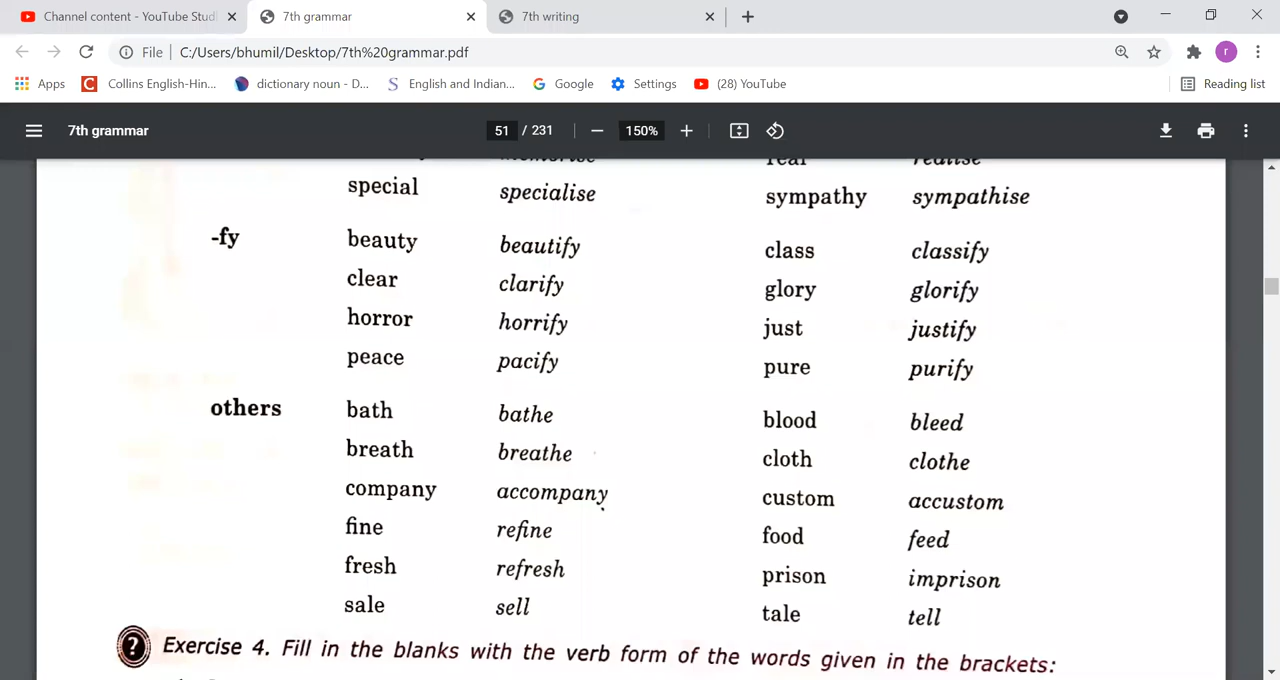 Channel content - YouTube Stud
7th grammar
7th writing
File C:/Users/bhumil/Desktop/7th%20grammar.pdf
r
Apps Collins English-Hin... dictionary noun - D... English and Indian... Google Settings (28) YouTube Reading list
7th grammar 51 / 231 150%
memorise real realise
special specialise sympathy sympathise
-fy beauty beautify class classify
clear clarify glory glorify
horror horrify just justify
peace pacify pure purify
others bath bathe blood bleed
breath breathe cloth clothe
company accompany custom accustom
fine refine food feed
fresh refresh prison imprison
sale sell tale tell
? Exercise 4. Fill in the blanks with the verb form of the words given in the brackets: